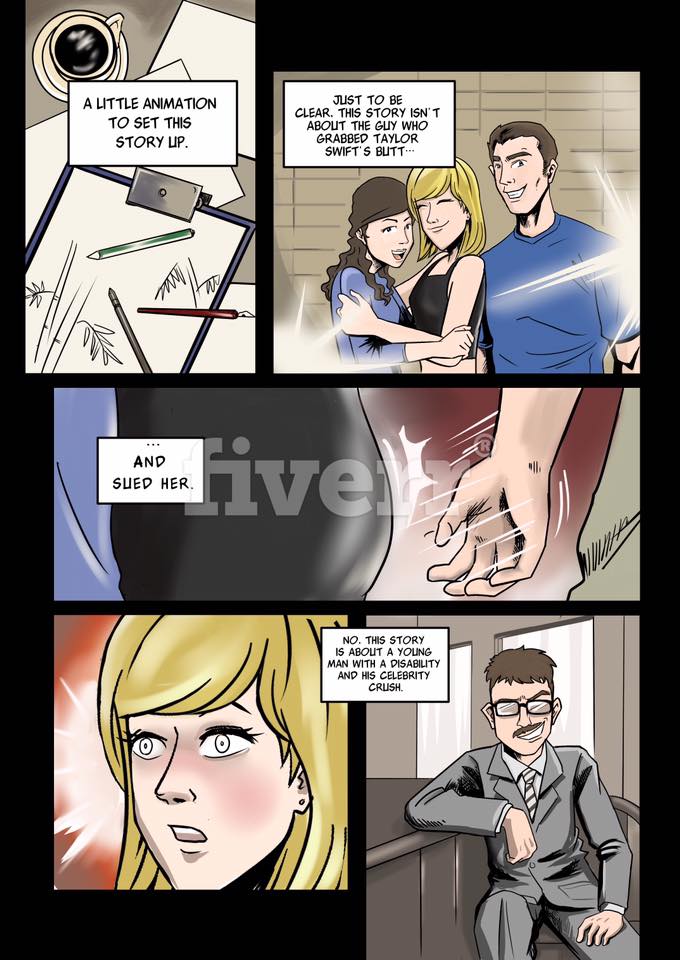 A LITTLE ANIMATION
TO SET THIS
STORY UP.
JUST TO BE
CLEAR. THIS STORY ISN'T
ABOUT THE GUY WHO
GRABBED TAYLOR
SWIFT'S BUTT...
...
AND
SUED HER.
fiverr®
NO. THIS STORY
IS ABOUT A YOUNG
MAN WITH A DISABILITY
AND HIS CELEBRITY
CRUSH.